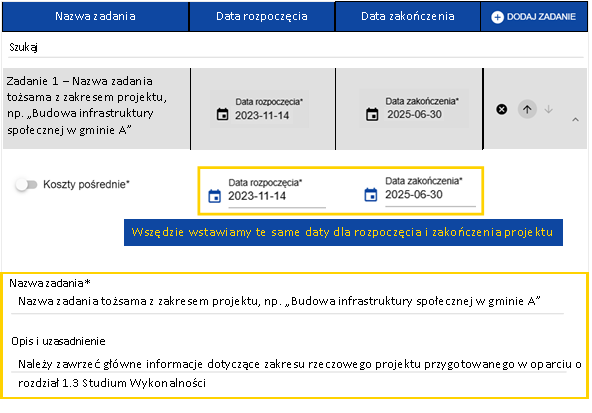 Nazwa zadania
Data rozpoczęcia
Data zakończenia
DODAJ ZADANIE
Szukaj
Zadanie 1 – Nazwa zadania
tożsama z zakresem projektu,
np. „Budowa infrastruktury
społecznej w gminie A”
Data rozpoczęcia*
2023-11-14
Data zakończenia*
2025-06-30
Koszty pośrednie*
Data rozpoczęcia*
2023-11-14
Data zakończenia*
2025-06-30
Wszędzie wstawiamy te same daty dla rozpoczęcia i zakończenia projektu
Nazwa zadania*
Nazwa zadania tożsama z zakresem projektu, np. „Budowa infrastruktury społecznej w gminie A”
Opis i uzasadnienie
Należy zawrzeć główne informacje dotyczące zakresu rzeczowego projektu przygotowanego w oparciu o
rozdział 1.3 Studium Wykonalności